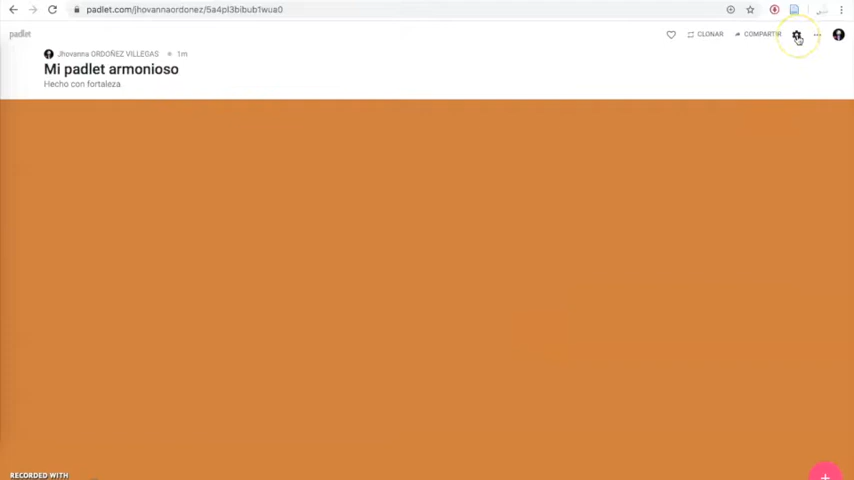 padlet.com/jhovannaordonez/5a4pl3bibub1wua0
padlet
CLONAR
COMPARTIR
Jhovanna ORDOÑEZ VILLEGAS 1m
Mi padlet armonioso
Hecho con fortaleza
RECORDED WITH